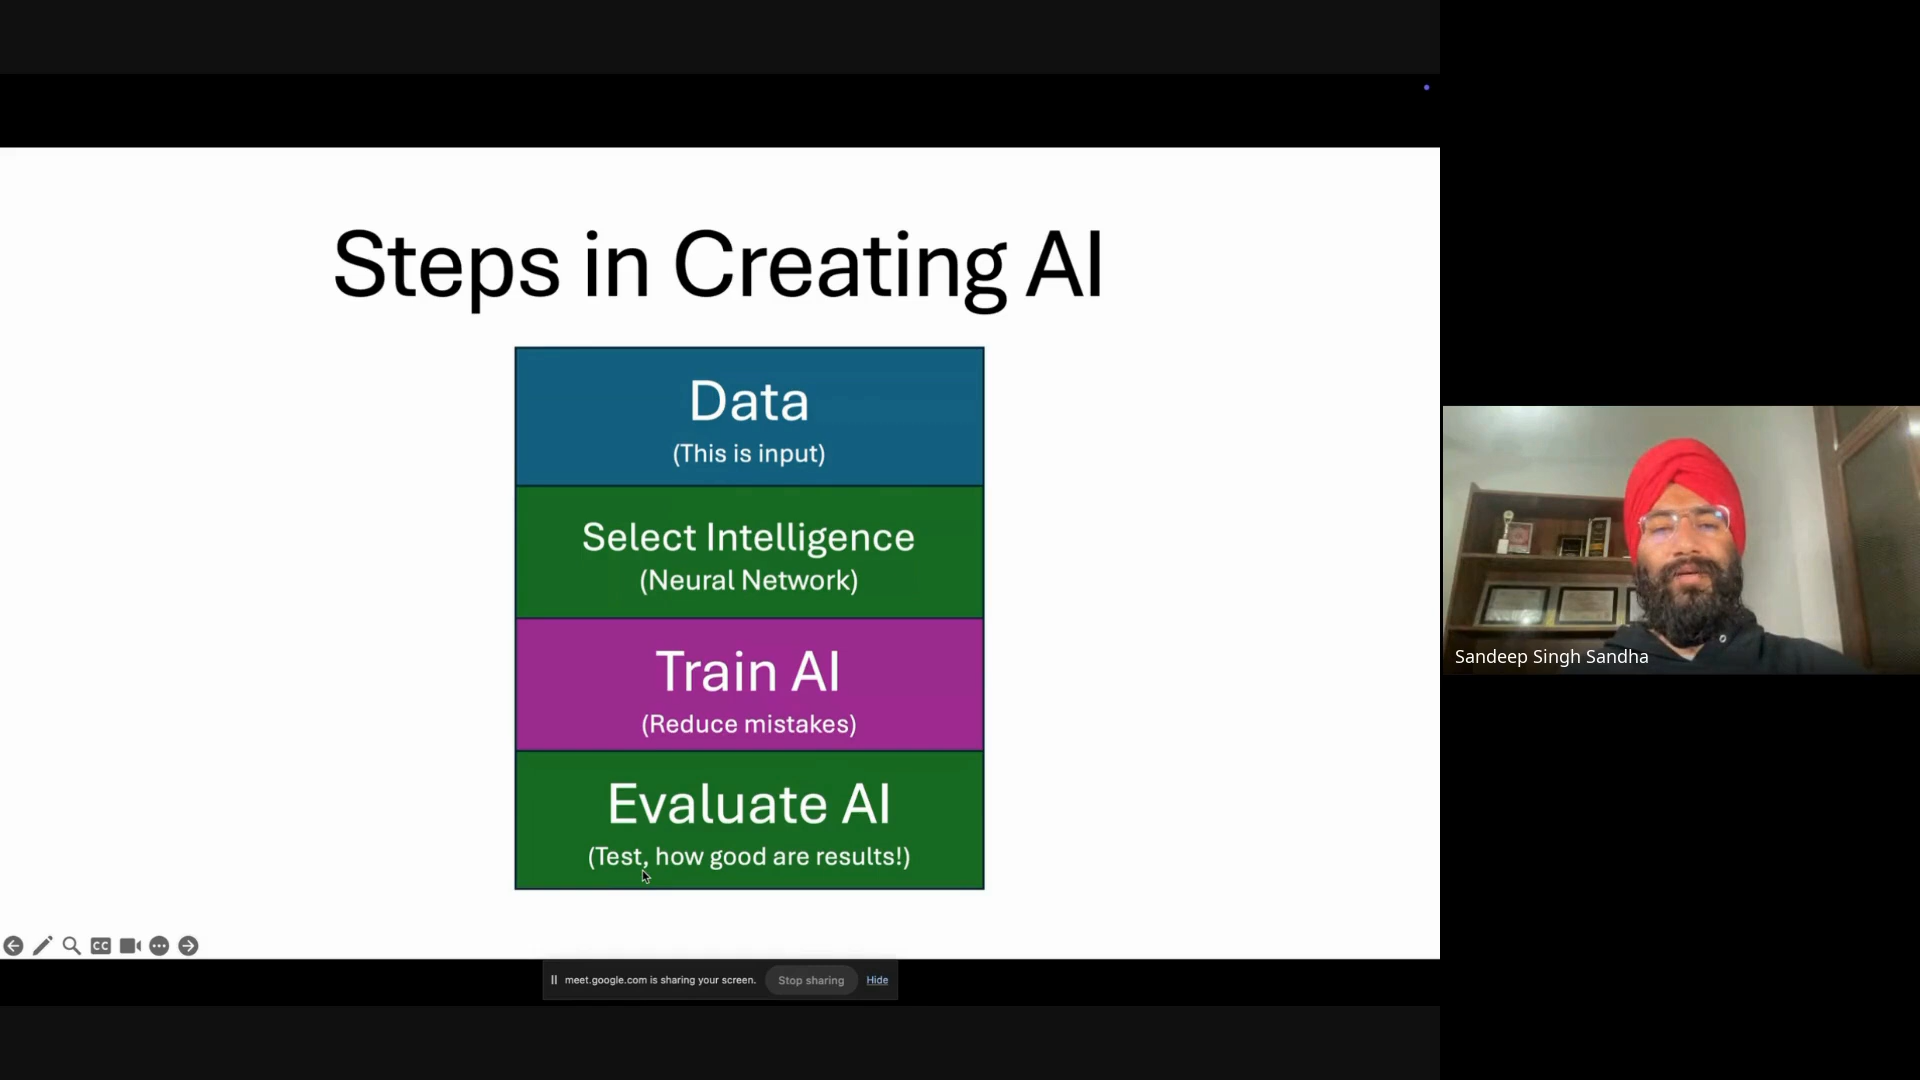 Steps in Creating AI
Data
(This is input)
Select Intelligence
(Neural Network)
Train AI
(Reduce mistakes)
Evaluate AI
(Test, how good are results!)
Sandeep Singh Sandha
CC
meet.google.com is sharing your screen.
Stop sharing
Hide